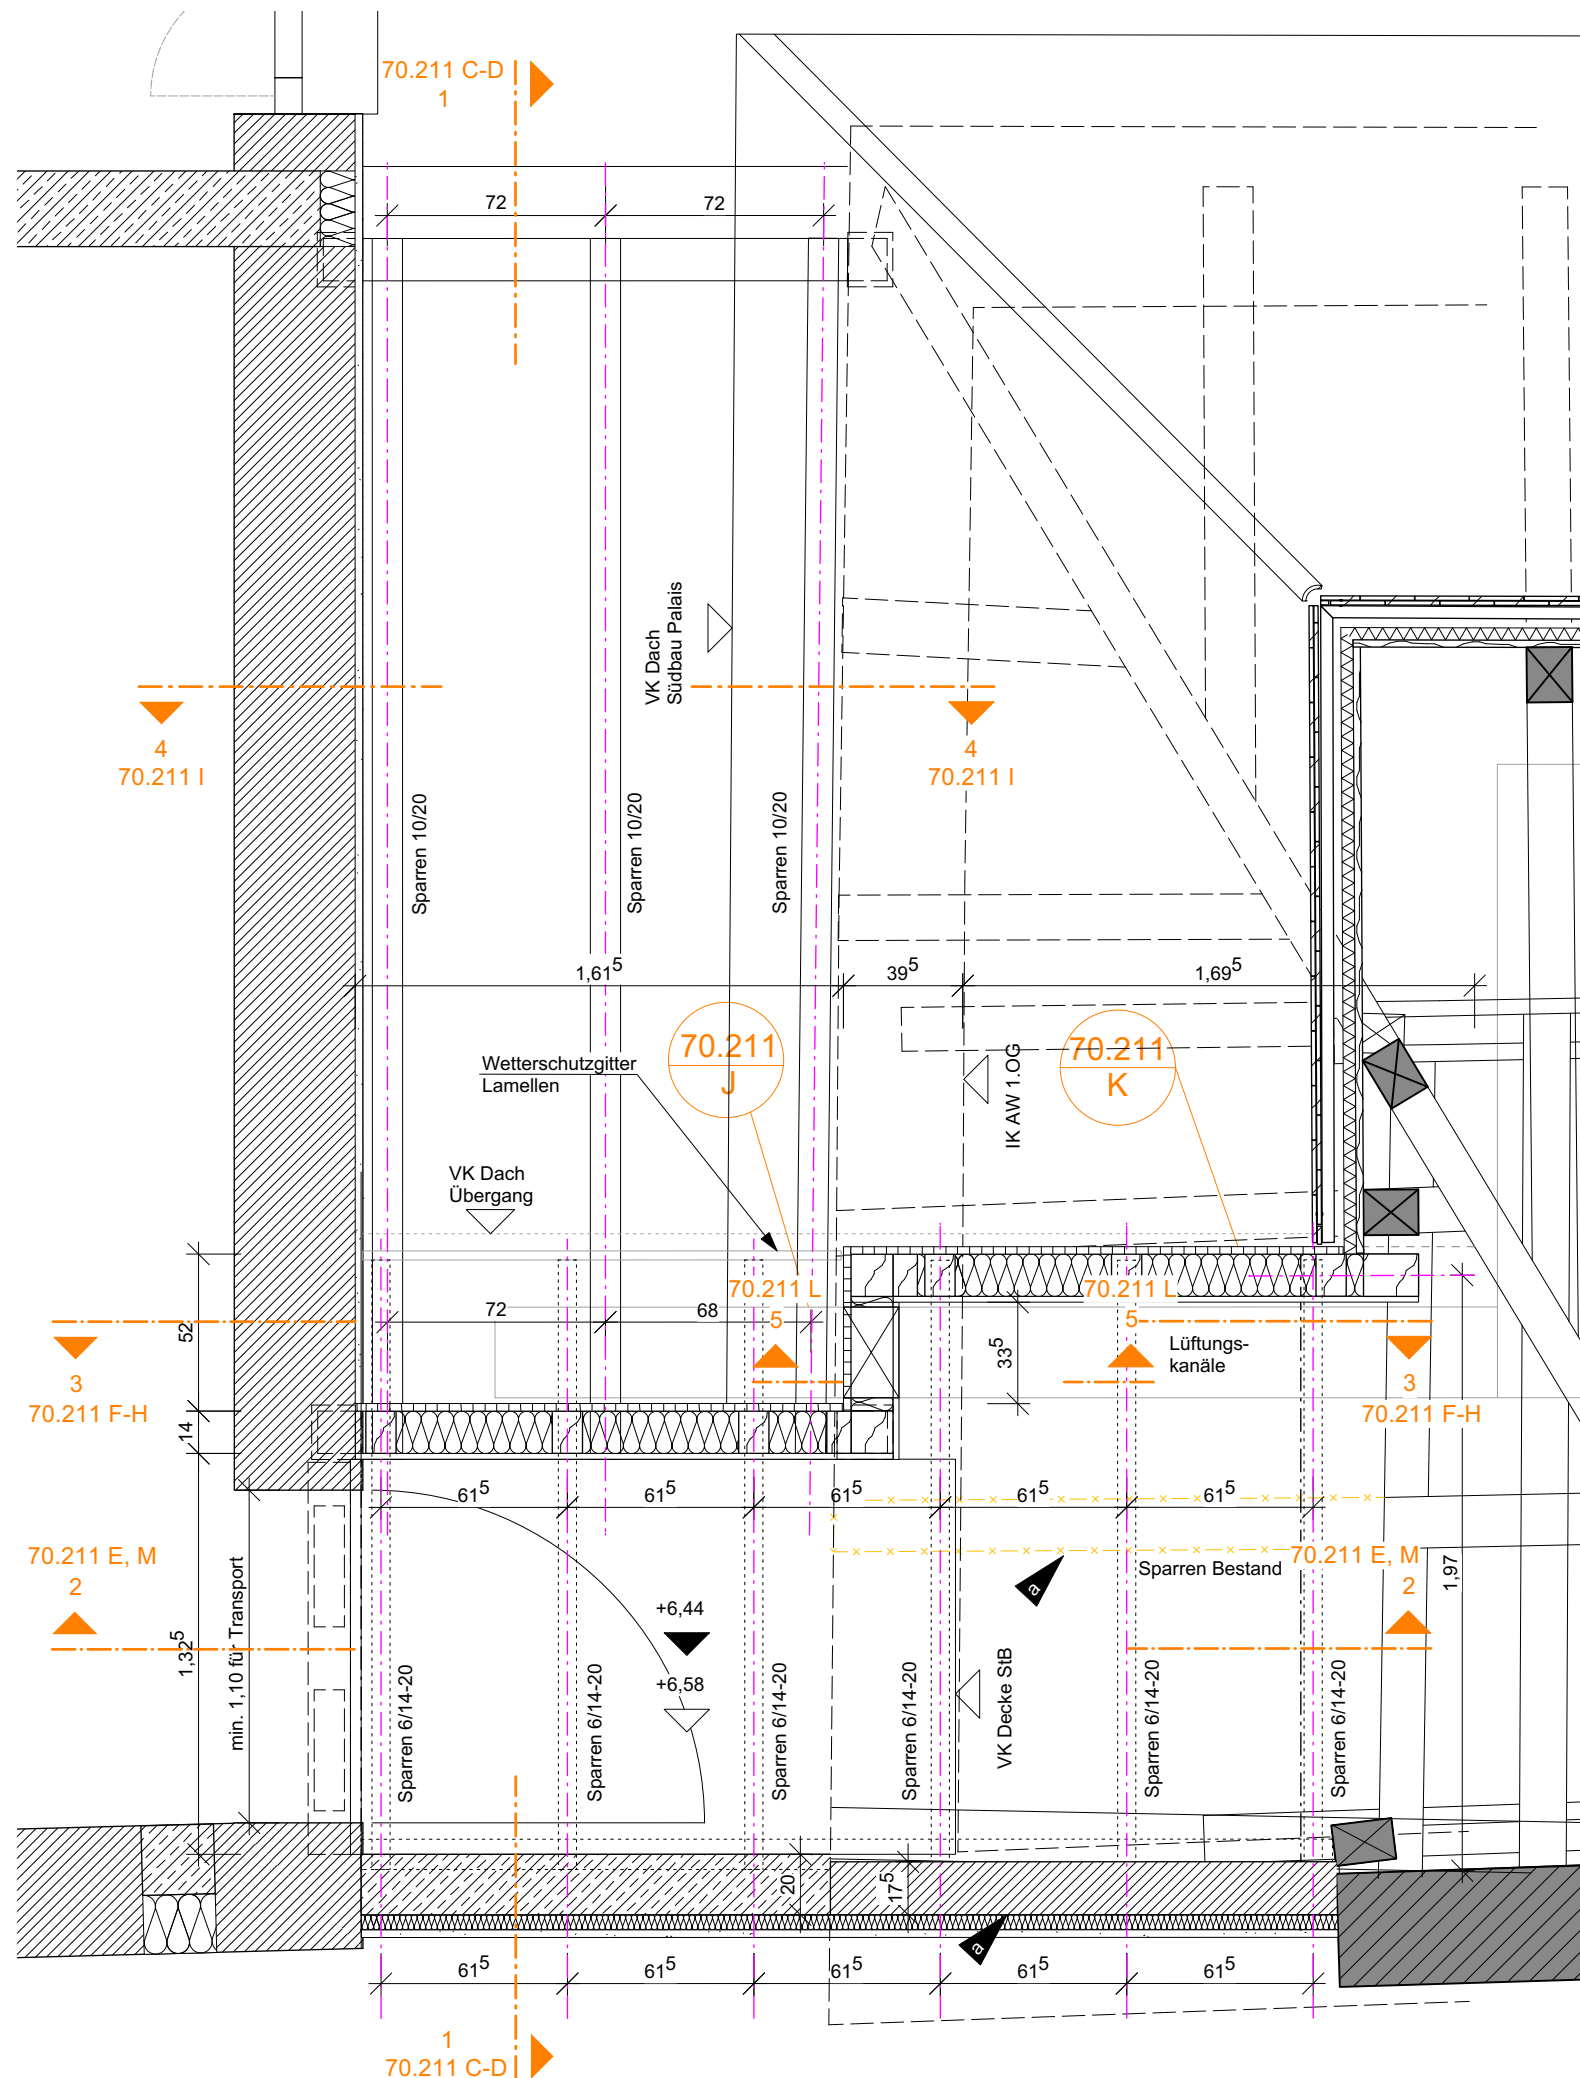 70.211 C-D
1
72
72
VK Dach
Südbau Palais
4
70.211 I
4
70.211 I
Sparren 10/20
Sparren 10/20
Sparren 10/20
1,61⁵
39⁵
1,69⁵
70.211
J
70.211
K
Wetterschutzgitter
Lamellen
IK AW 1.OG
VK Dach
Übergang
70.211 L
5
70.211 L
5
72
68
52
33⁵
Lüftungs-
kanäle
3
70.211 F-H
3
70.211 F-H
14
61⁵
61⁵
61⁵
61⁵
61⁵
70.211 E, M
2
Sparren Bestand
70.211 E, M
2
a
1,97
min. 1,10 für Transport
1,32⁵
+6,44
+6,58
VK Decke StB
Sparren 6/14-20
Sparren 6/14-20
Sparren 6/14-20
Sparren 6/14-20
Sparren 6/14-20
Sparren 6/14-20
20
17⁵
a
61⁵
61⁵
61⁵
61⁵
61⁵
1
70.211 C-D